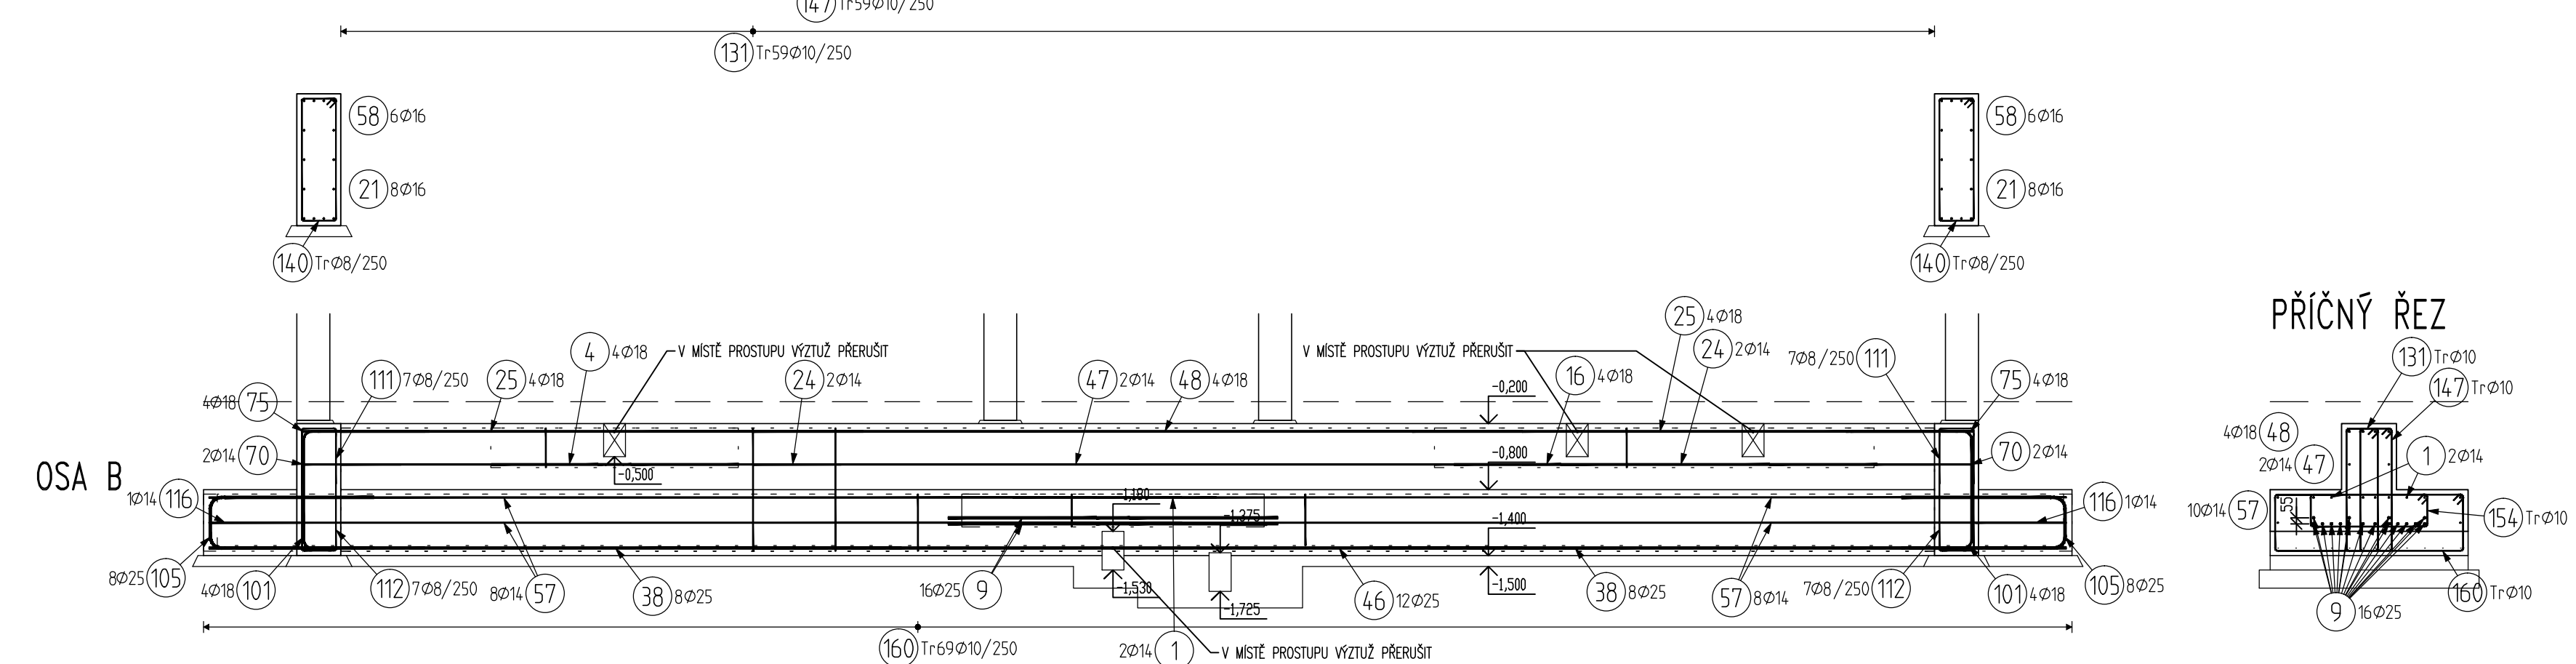 147 Tr59Ø10/250
131 Tr59Ø10/250
58 6Ø16
58 6Ø16
21 8Ø16
21 8Ø16
140 TrØ8/250
140 TrØ8/250
PŘÍČNÝ ŘEZ
25 4Ø18
4 4Ø18
V MÍSTĚ PROSTUPU VÝZTUŽ PŘERUŠIT
V MÍSTĚ PROSTUPU VÝZTUŽ PŘERUŠIT
24 2Ø14
7Ø8/250 111
131 TrØ10
111 7Ø8/250
25 4Ø18
24 2Ø14
47 2Ø14
48 4Ø18
16 4Ø18
75 4Ø18
147 TrØ10
-0,200
4Ø18 75
4Ø18 48
2Ø14 70
-0,500
-0,800
70 2Ø14
2Ø14 47
1 2Ø14
OSA B
1Ø14 116
-1,180
-1,375
-1,400
116 1Ø14
10Ø14 57
55
154 TrØ10
8Ø25 105
4Ø18 101
112 7Ø8/250
8Ø14 57
38 8Ø25
16Ø25 9
-1,530
-1,725
46 12Ø25
-1,500
38 8Ø25
57 8Ø14
7Ø8/250 112
101 4Ø18
105 8Ø25
160 TrØ10
9 16Ø25
160 Tr69Ø10/250
2Ø14 1
V MÍSTĚ PROSTUPU VÝZTUŽ PŘERUŠIT